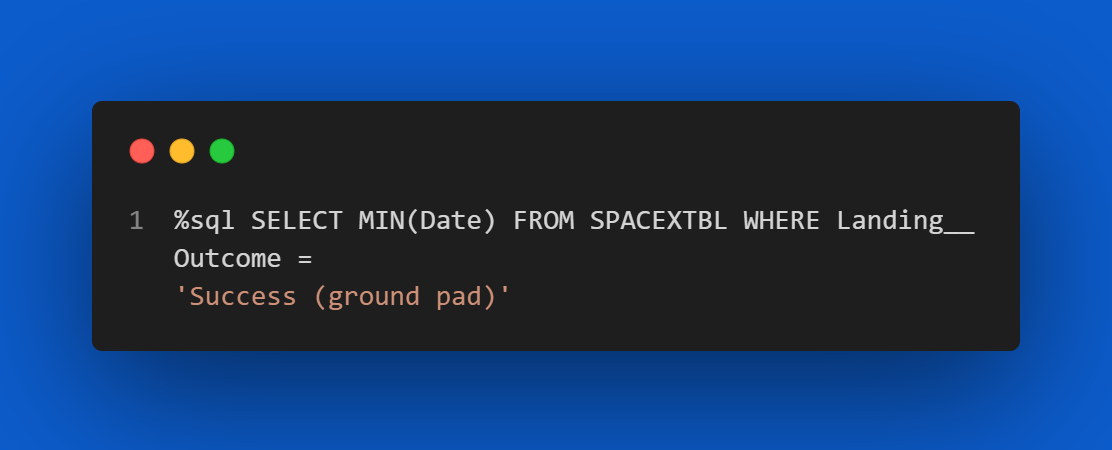 1 %sql SELECT MIN(Date) FROM SPACEXTBL WHERE Landing__
Outcome =
'Success (ground pad)'